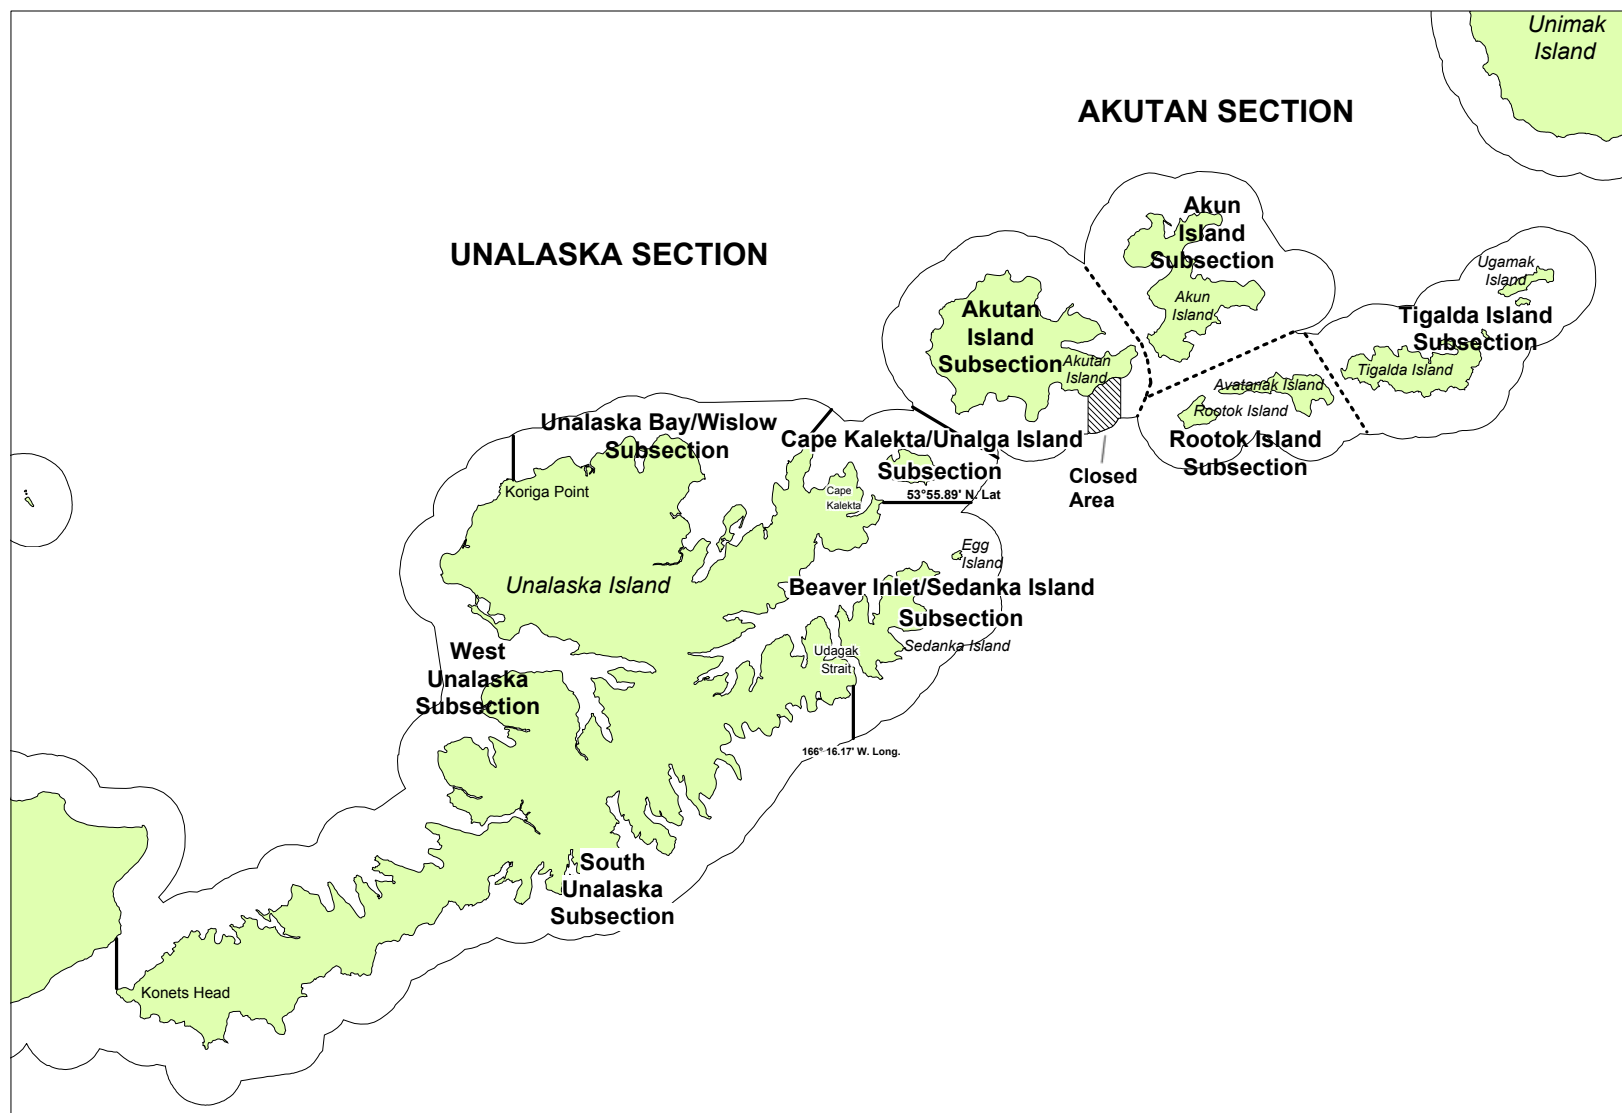 Unimak
Island
AKUTAN SECTION
UNALASKA SECTION
Akun
Island
Subsection
Akun
Island
Ugamak
Island
Tigalda Island
Subsection
Tigalda Island
Akutan
Island
Subsection
Akutan
Island
Avatanak Island
Rootok Island
Rootok Island
Subsection
Closed
Area
Unalaska Bay/Wislow
Subsection
Koriga Point
Cape Kalekta/Unalga Island
Subsection
Cape
Kalekta
53°55.89' N. Lat
Egg
Island
Unalaska Island
Beaver Inlet/Sedanka Island
Subsection
Sedanka Island
Udagak
Strait
West
Unalaska
Subsection
166° 16.17' W. Long.
South
Unalaska
Subsection
Konets Head